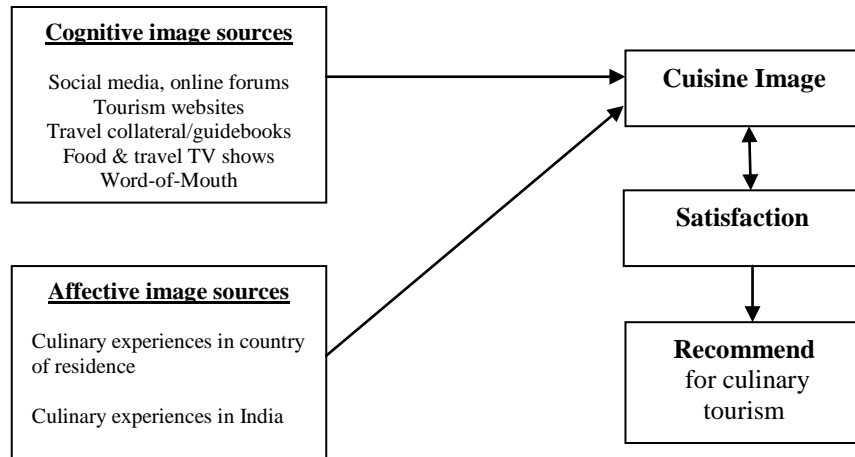 Cognitive image sources
Social media, online forums
Tourism websites
Travel collateral/guidebooks
Food & travel TV shows
Word-of-Mouth
Affective image sources
Culinary experiences in country
of residence
Culinary experiences in India
Cuisine Image
Satisfaction
Recommend
for culinary
tourism